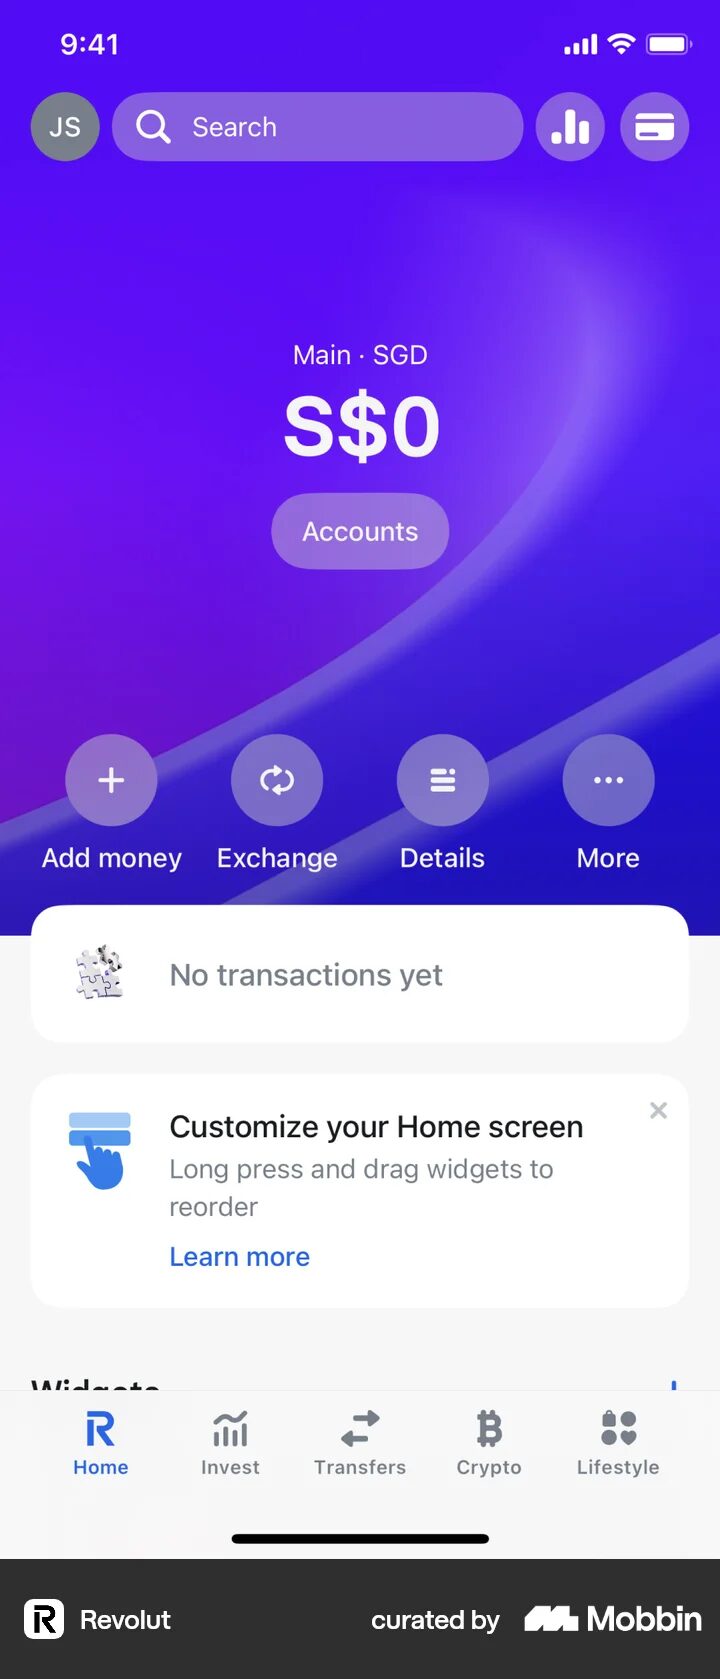 9:41
JS
Search
Main · SGD
S$0
Accounts
Add money
Exchange
Details
More
No transactions yet
Customize your Home screen
Long press and drag widgets to
reorder
Learn more
Widgets
Home
Invest
Transfers
Crypto
Lifestyle
Revolut
curated by
Mobbin